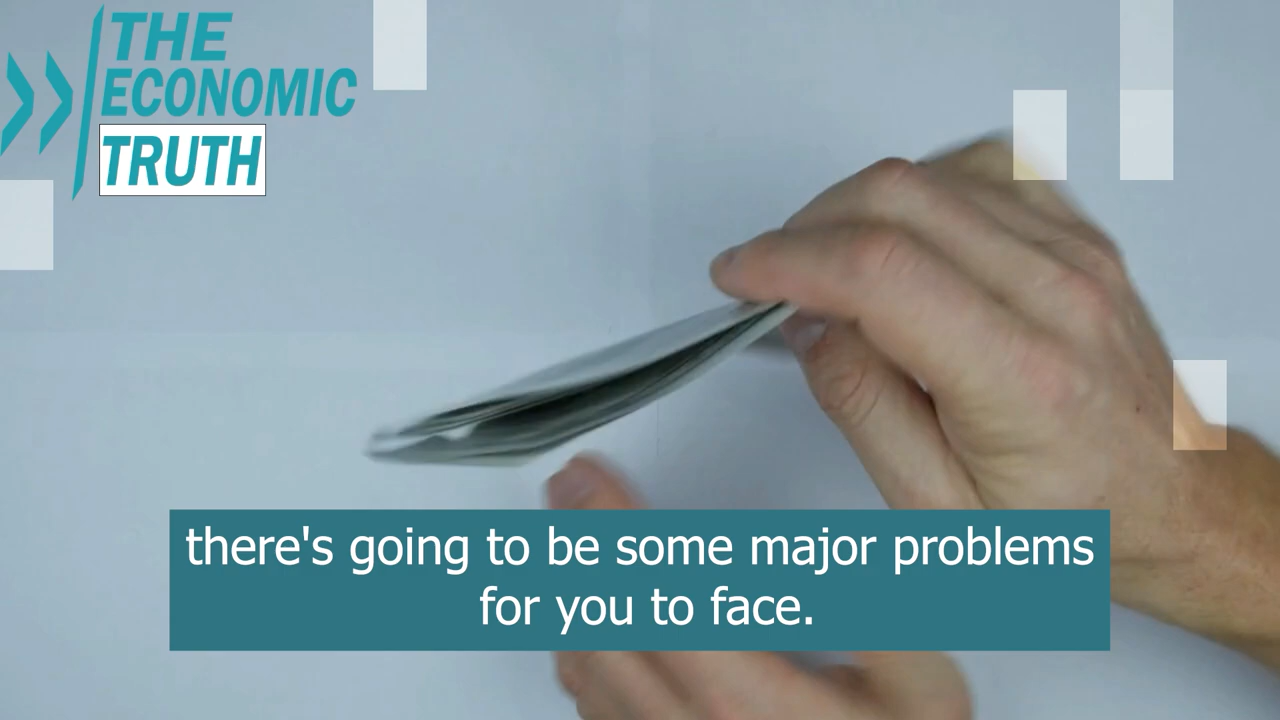 THE
ECONOMIC
TRUTH
there's going to be some major problems
for you to face.